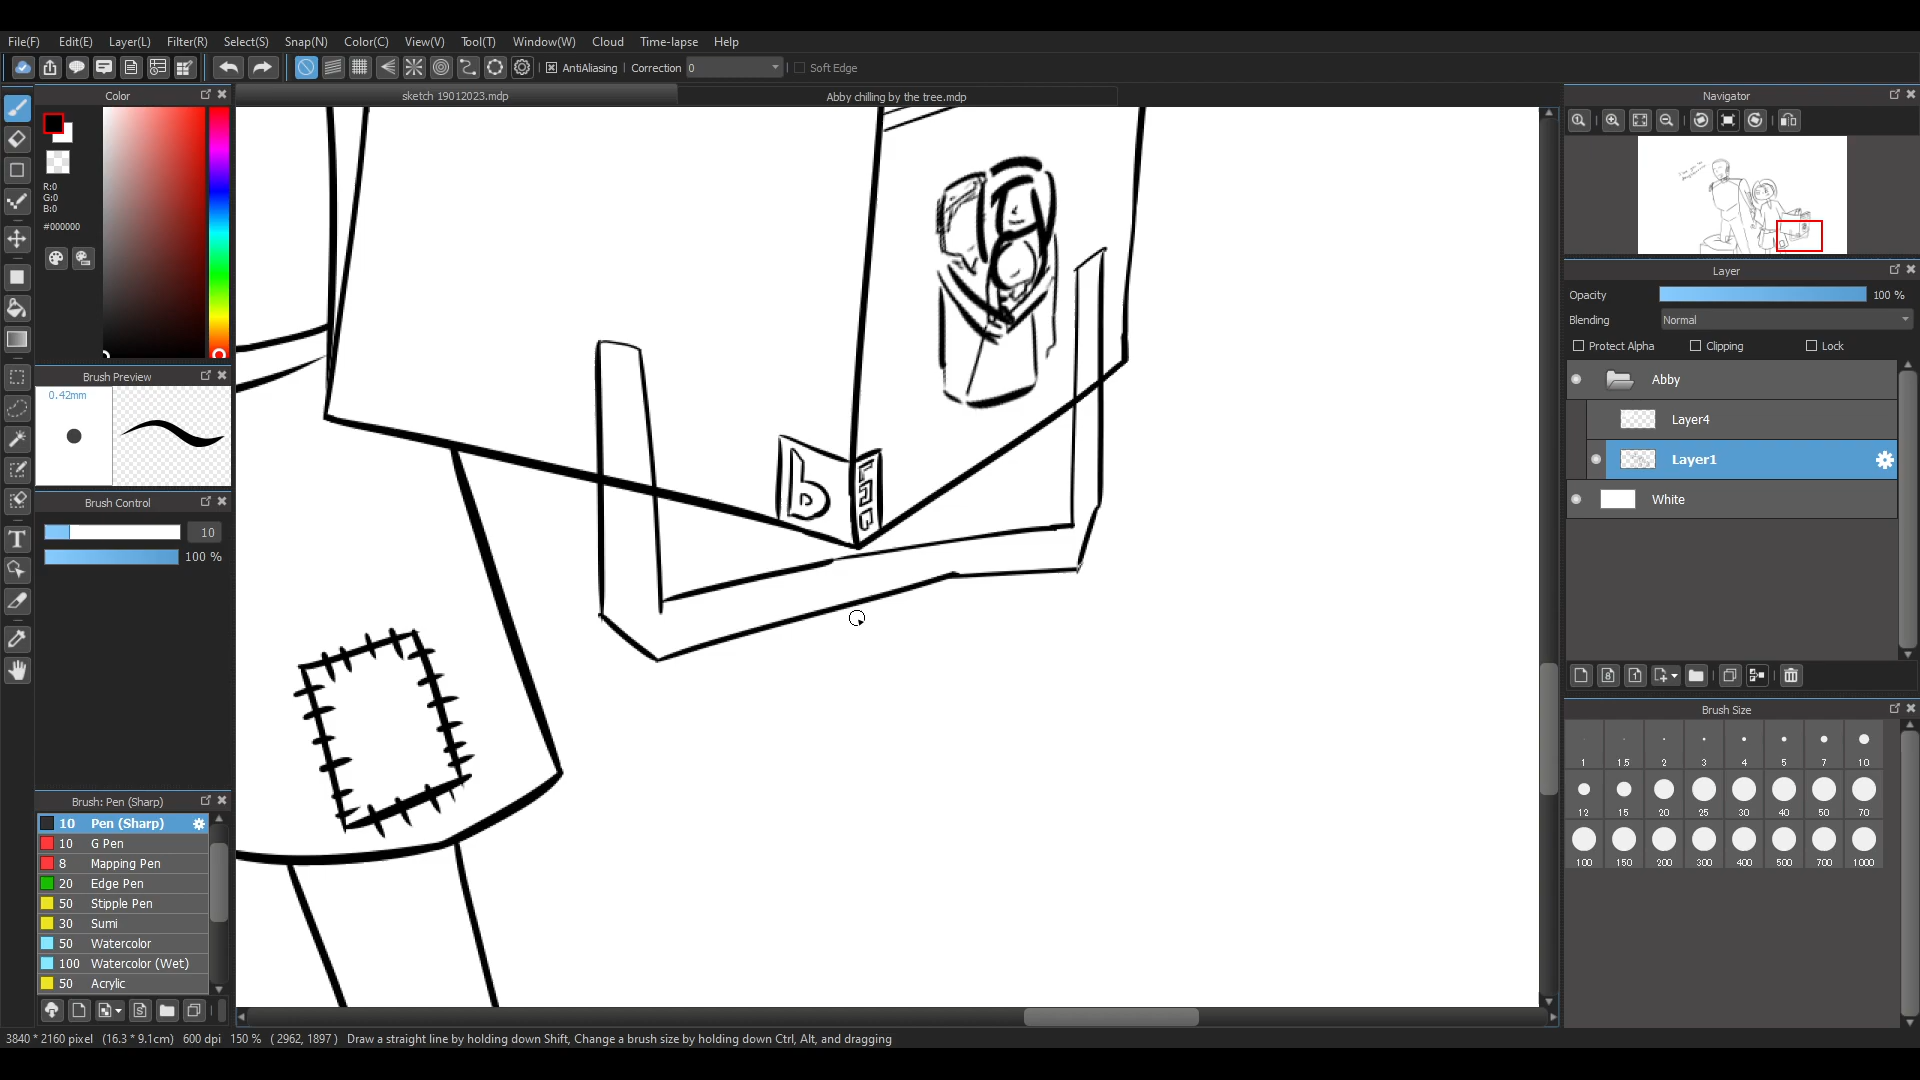 File(F) Edit(E) Layer(L) Filter(R) Select(S) Snap(N) Color(C) View(V) Tool(T) Window(W) Cloud Time-lapse Help
AntiAliasing Correction 0 Soft Edge
Color
sketch 19012023.mdp
Abby chilling by the tree.mdp
Navigator
R:0
G:0
B:0
#000000
Layer
Opacity 100 %
Blending Normal
Protect Alpha Clipping Lock
Abby
Layer4
Layer1
White
Brush Preview
0.42mm
Brush Control
10
100 %
b
Brush Size
1 1.5 2 3 4 5 7 10
12 15 20 25 30 40 50 70
100 150 200 300 400 500 700 1000
Brush: Pen (Sharp)
10 Pen (Sharp)
10 G Pen
8 Mapping Pen
20 Edge Pen
50 Stipple Pen
30 Sumi
50 Watercolor
100 Watercolor (Wet)
50 Acrylic
3840 * 2160 pixel (16.3 * 9.1cm) 600 dpi 150 % ( 2962, 1897 ) Draw a straight line by holding down Shift, Change a brush size by holding down Ctrl, Alt, and dragging